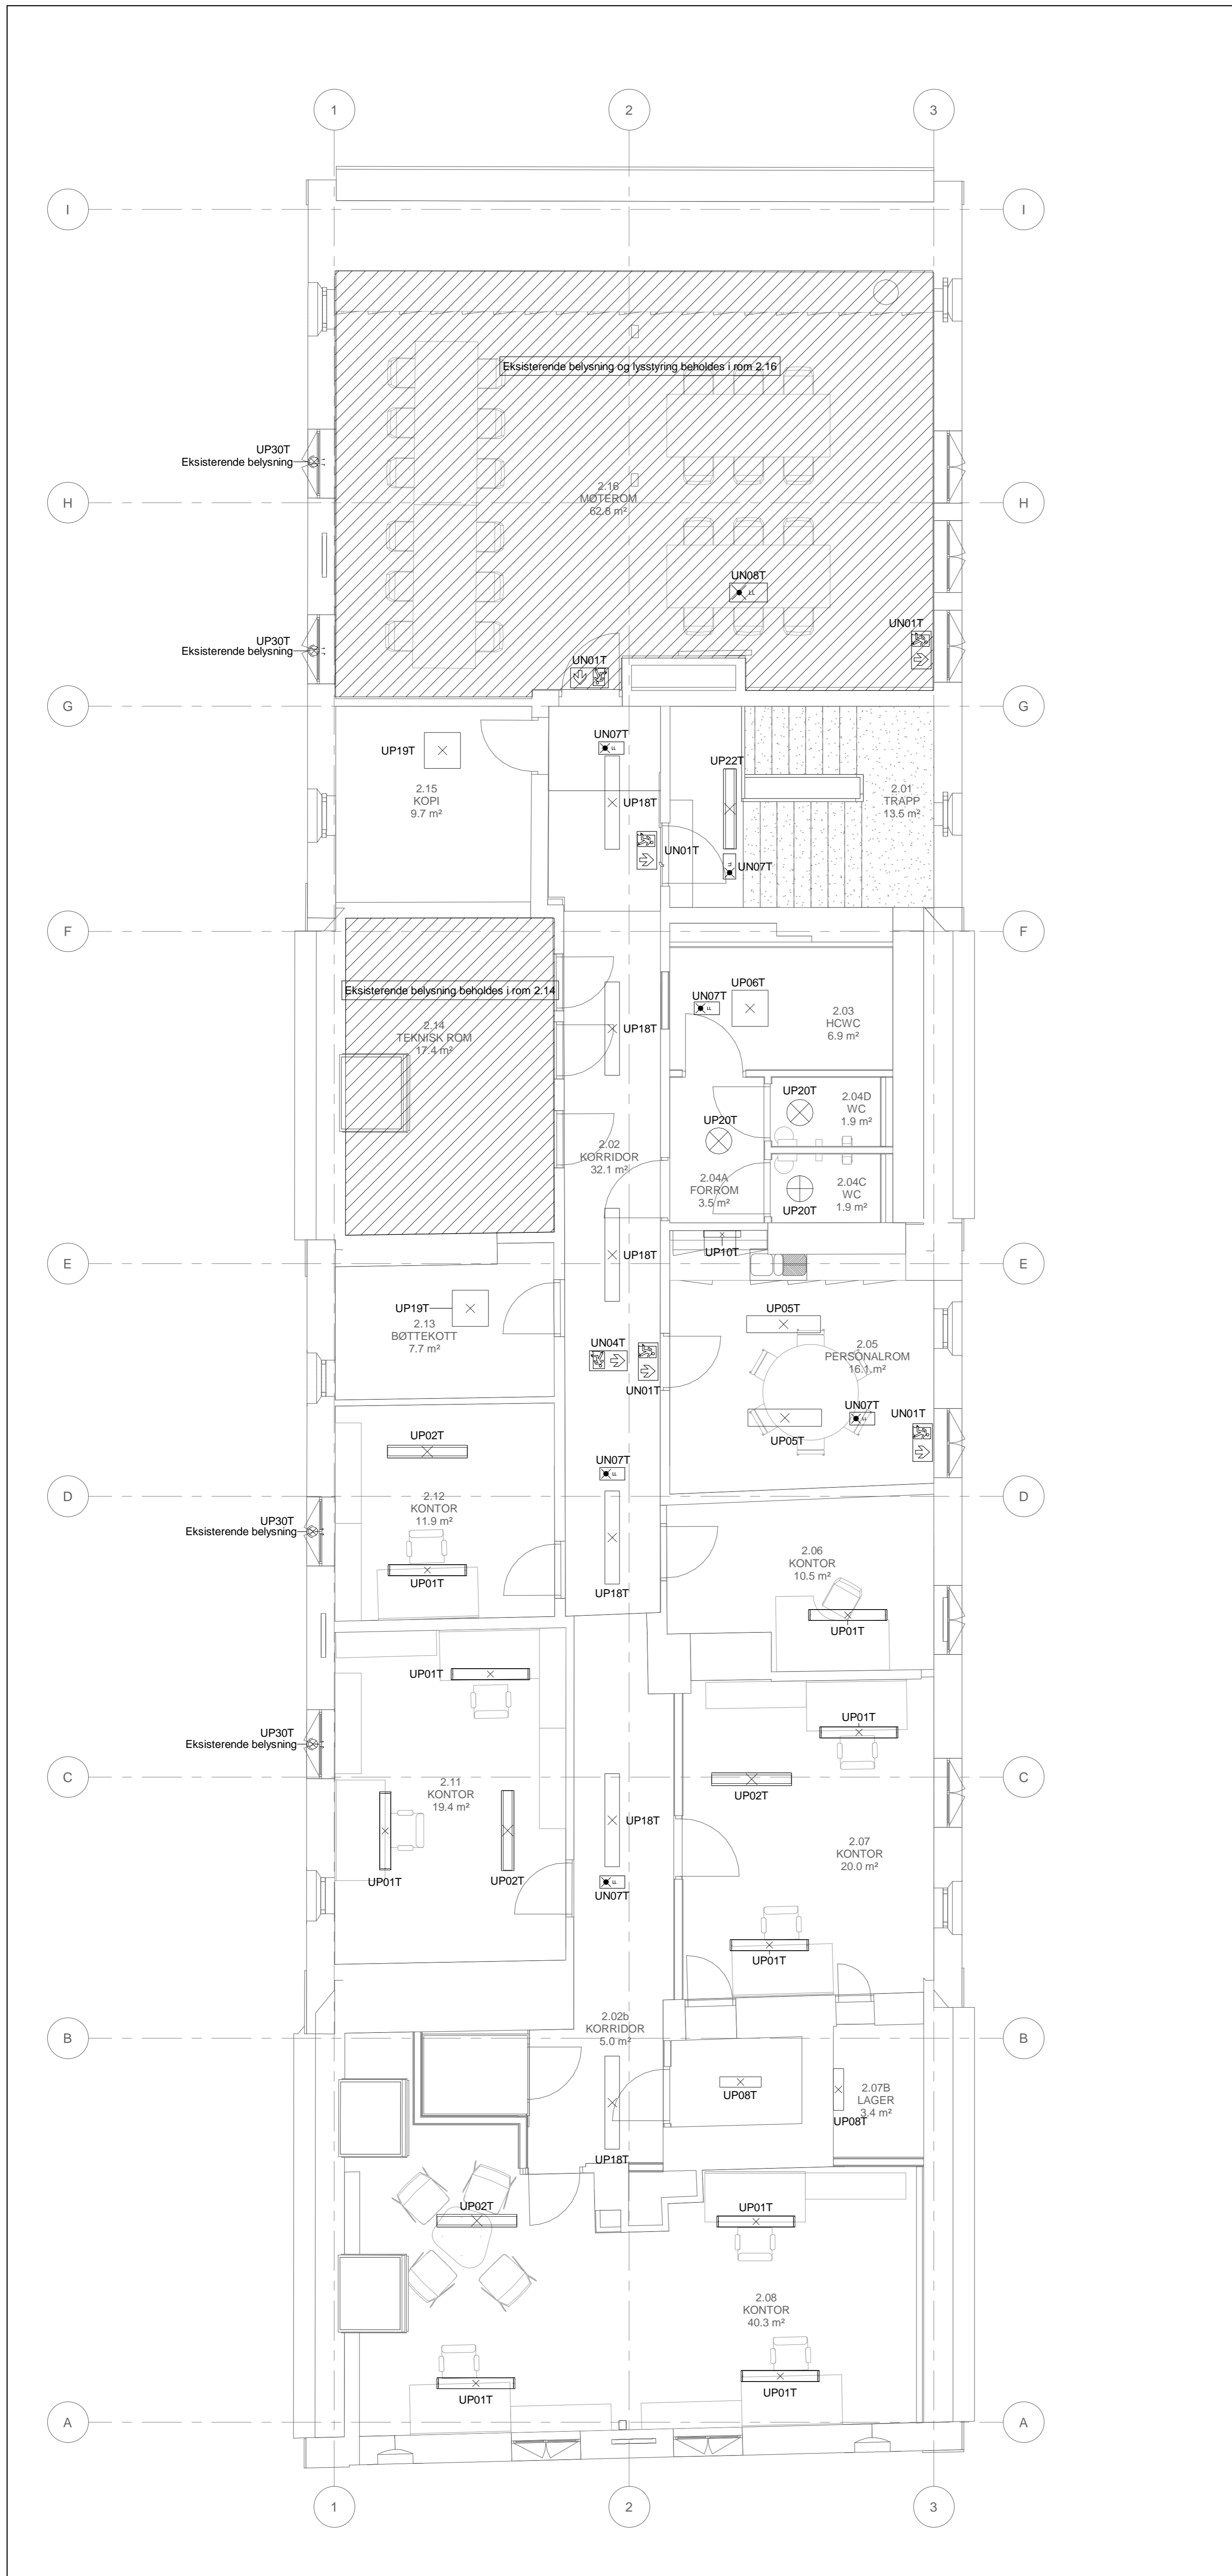 1
2
3
I
I
Eksisterende belysning og lysstyring beholdes i rom 2.16
UP30T
Eksisterende belysning
2.16
MØTEROM
62.8 m²
H
H
UN08T
LL
UP30T
Eksisterende belysning
UN01T
UN01T
G
G
UP19T
2.15
KOPI
9.7 m²
UN07T
LL
UP18T
UP22T
2.01
TRAPP
13.5 m²
UN01T
UN07T
LL
F
F
Eksisterende belysning beholdes i rom 2.14
2.14
TEKNISK ROM
17.4 m²
UP18T
UN07T
LL
UP06T
2.03
HCWC
6.9 m²
UP20T
2.04D
WC
1.9 m²
UP20T
2.02
KORRIDOR
32.1 m²
2.04A
FORROM
3.5 m²
2.04C
WC
1.9 m²
UP20T
UP18T
UP10T
E
E
UP19T
2.13
BØTTEKOTT
7.7 m²
UP05T
2.05
PERSONALROM
16.1 m²
UN04T
UN01T
UN07T
LL
UN01T
UP05T
UP02T
UN07T
LL
D
D
2.12
KONTOR
11.9 m²
UP30T
Eksisterende belysning
UP01T
UP18T
2.06
KONTOR
10.5 m²
UP01T
UP01T
UP30T
Eksisterende belysning
UP01T
C
C
2.11
KONTOR
19.4 m²
UP02T
UP18T
2.07
KONTOR
20.0 m²
UP01T
UP02T
UN07T
LL
UP01T
2.02b
KORRIDOR
5.0 m²
B
B
UP08T
2.07B
LAGER
3.4 m²
UP08T
UP18T
UP02T
UP01T
2.08
KONTOR
40.3 m²
UP01T
UP01T
A
A
1
2
3